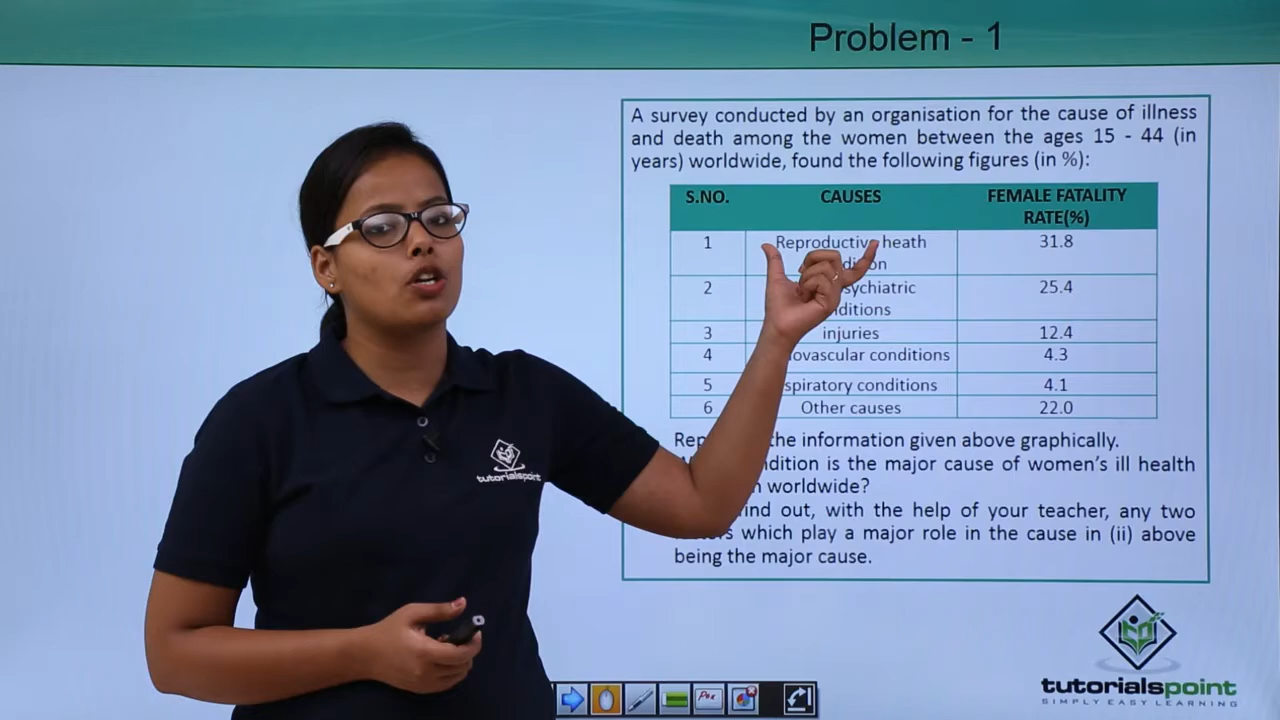 Problem - 1
A survey conducted by an organisation for the cause of illness
and death among the women between the ages 15 - 44 (in
years) worldwide, found the following figures (in %):
S.NO. CAUSES FEMALE FATALITY
RATE(%)
1 Reproductive heath 31.8
2 25.4
3 injuries 12.4
4 conditions 4.3
5 conditions 4.1
6 Other causes 22.0
the information given above graphically.
is the major cause of women's ill health
worldwide?
out, with the help of your teacher, any two
which play a major role in the cause in (ii) above
being the major cause.
tutorialspoint
tutorialspoint
SIMPLY EASY LEARNING